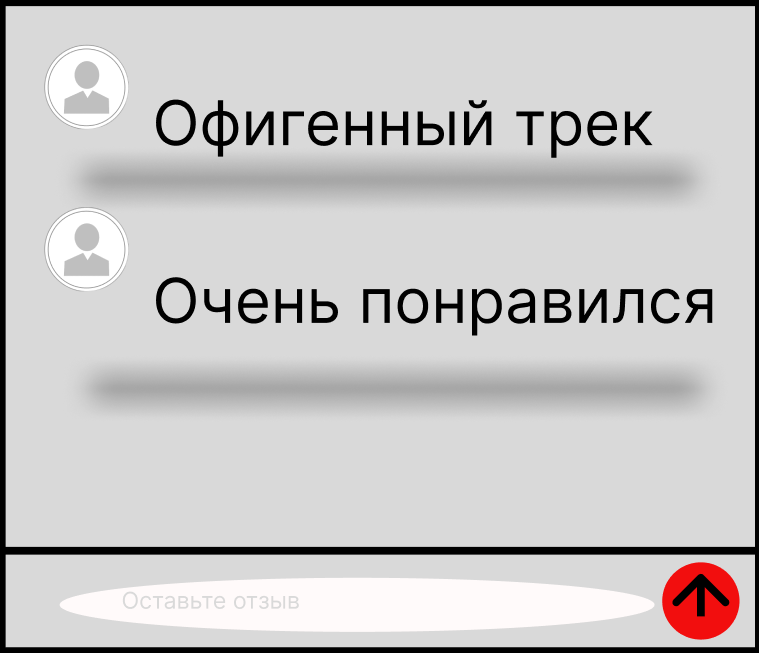 Офигенный трек
Очень понравился
Оставьте отзыв